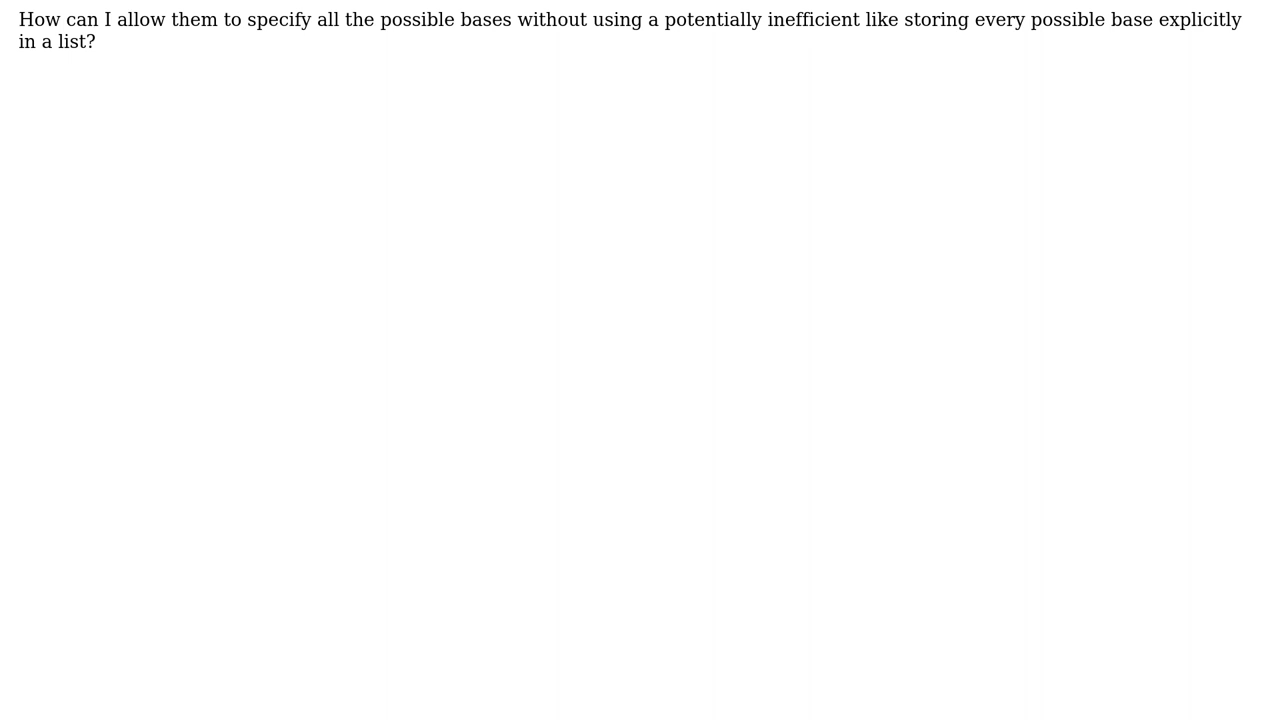 How can I allow them to specify all the possible bases without using a potentially inefficient like storing every possible base explicitly
in a list?